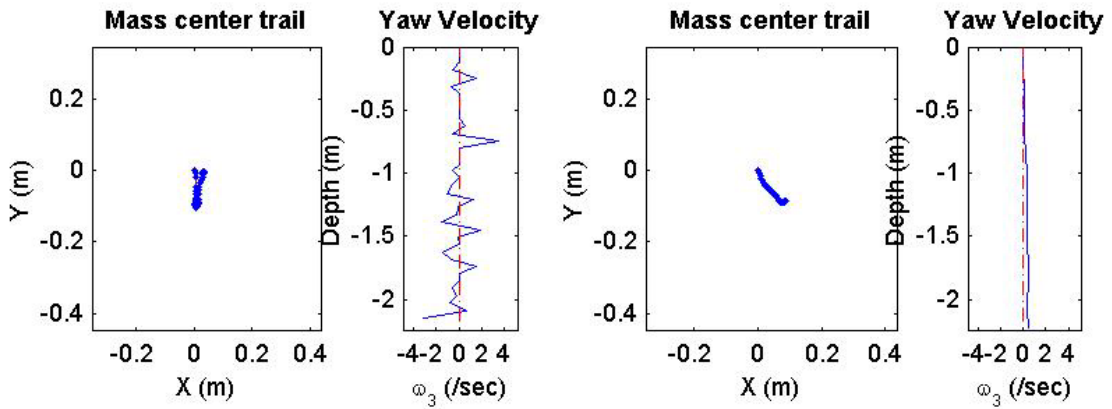 Mass center trail
Yaw Velocity
Mass center trail
Yaw Velocity
0.2
0
-0.2
-0.4
Y (m)
-0.2 0 0.2 0.4
X (m)
0
-0.5
-1
-1.5
-2
Depth (m)
-4 -2 0 2 4
ω_3 (/sec)
0.2
0
-0.2
-0.4
Y (m)
-0.2 0 0.2 0.4
X (m)
0
-0.5
-1
-1.5
-2
Depth (m)
-4 -2 0 2 4
ω_3 (/sec)